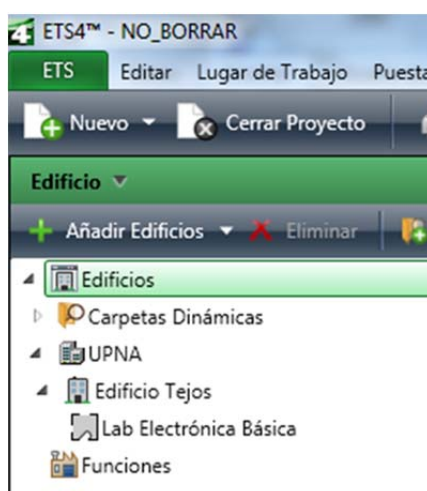 ETS4™ - NO_BORRAR
ETS Editar Lugar de Trabajo Puesta
Nuevo Cerrar Proyecto
Edificio
Añadir Edificios Eliminar
Edificios
Carpetas Dinámicas
UPNA
Edificio Tejos
Lab Electrónica Básica
Funciones